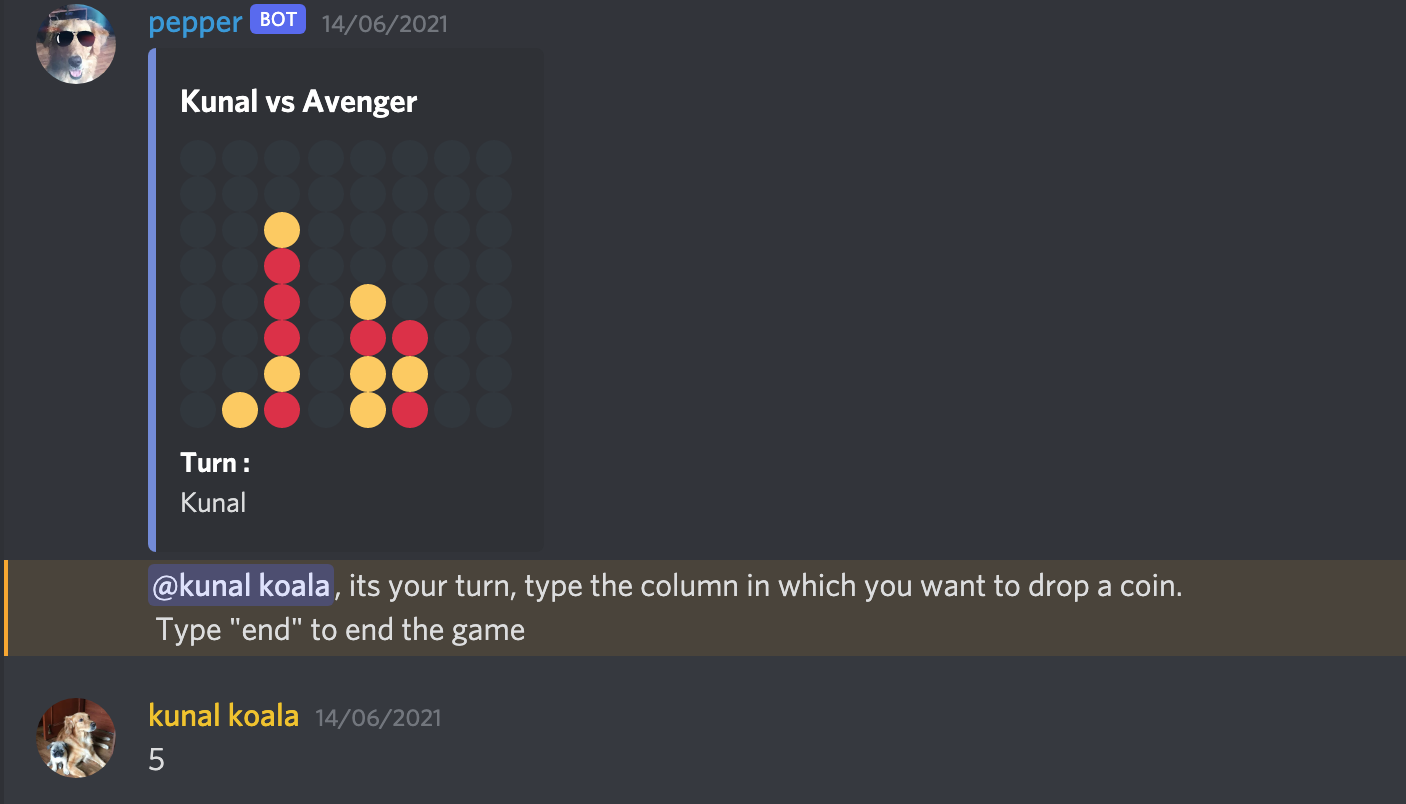 pepper BOT 14/06/2021
Kunal vs Avenger
Turn :
Kunal
@kunal koala, its your turn, type the column in which you want to drop a coin.
Type "end" to end the game
kunal koala 14/06/2021
5